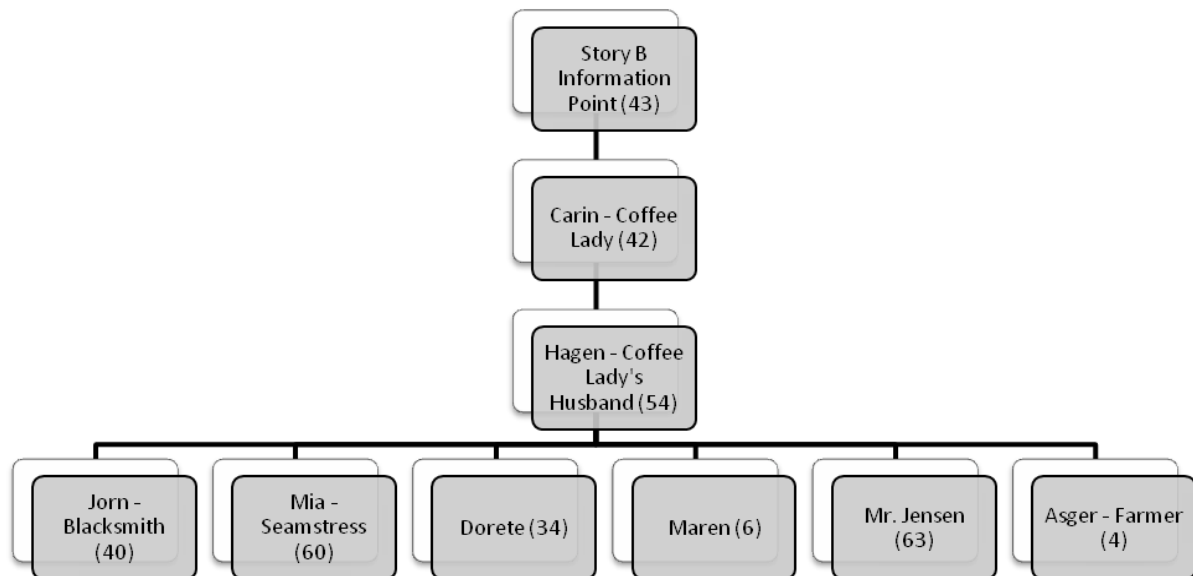 Story B
Information
Point (43)
Carin - Coffee
Lady (42)
Hagen - Coffee
Lady's
Husband (54)
Jorn -
Blacksmith
(40)
Mia -
Seamstress
(60)
Dorete (34)
Maren (6)
Mr. Jensen
(63)
Asger - Farmer
(4)